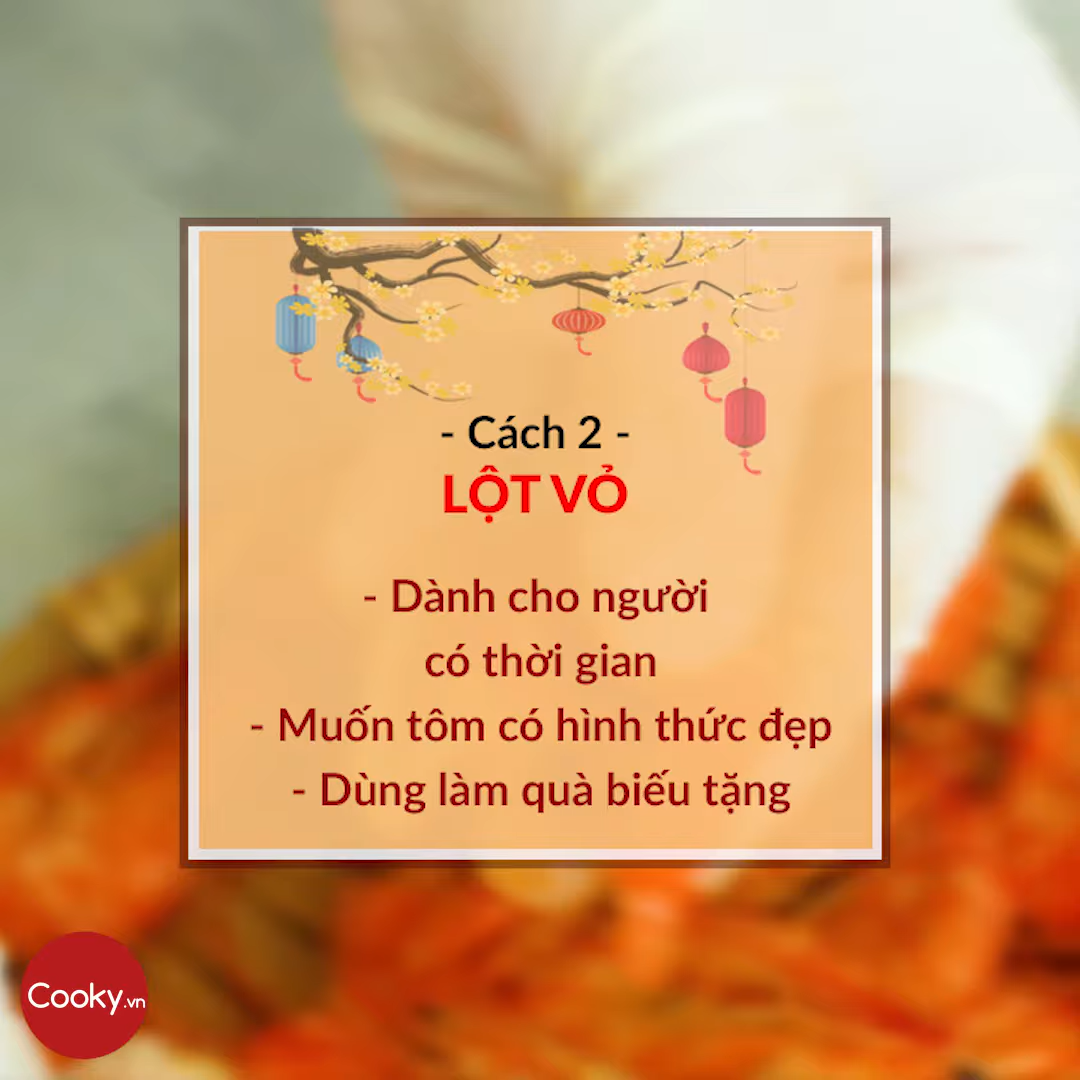 - Cách 2 -
LỘT VỎ
- Dành cho người
có thời gian
- Muốn tôm có hình thức đẹp
- Dùng làm quà biếu tặng
Cooky.vn